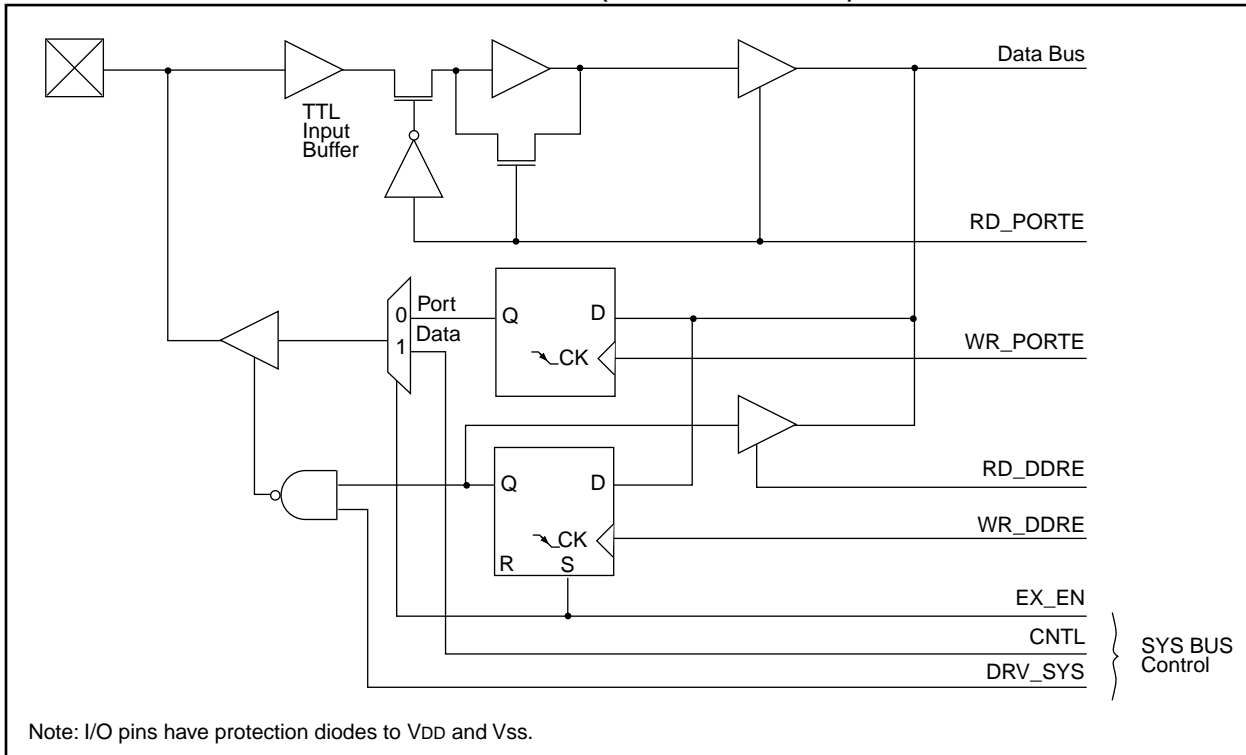 Data Bus
TTL
Input
Buffer
RD_PORTE
0
Port
Q
D
Data
1
CK
WR_PORTE
RD_DDRE
Q
D
WR_DDRE
CK
R
S
EX_EN
CNTL
SYS BUS
Control
DRV_SYS
Note: I/O pins have protection diodes to VDD and Vss.